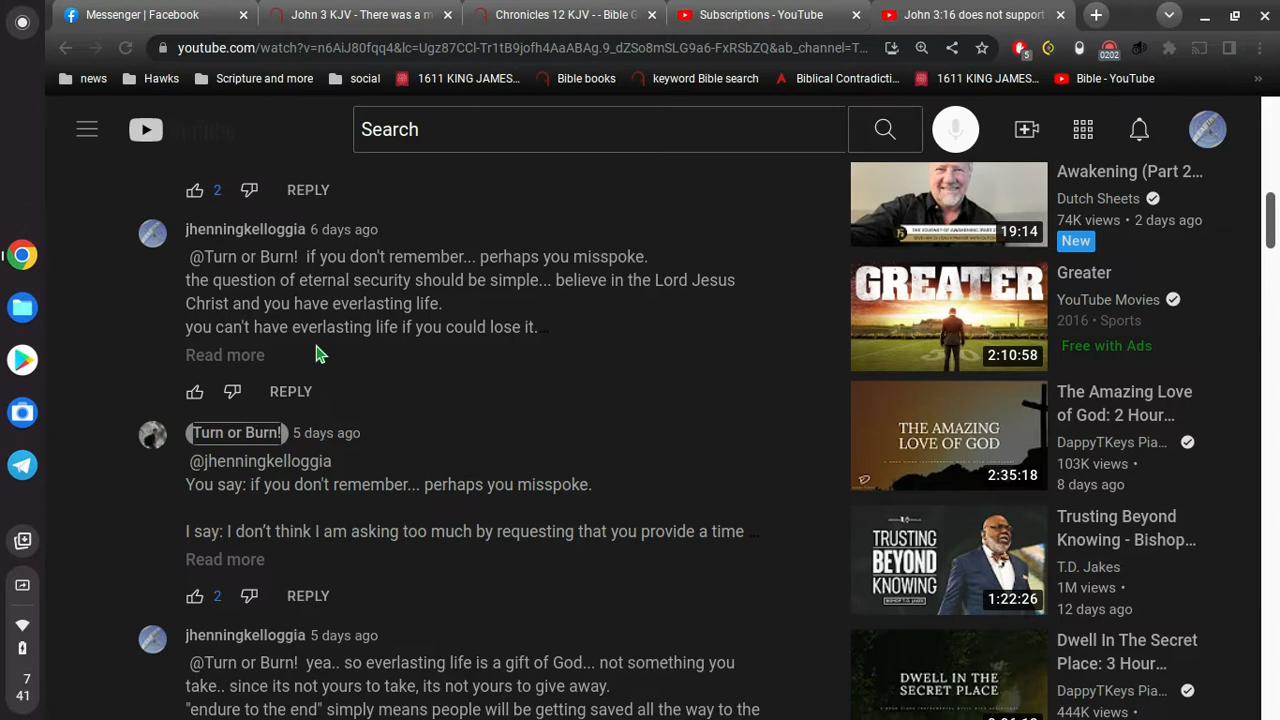 Messenger | Facebook
John 3 KJV - There was a m
Chronicles 12 KJV - - Bible G
Subscriptions - YouTube
John 3:16 does not support
youtube.com/watch?v=n6AiJ80fqq4&lc=Ugz87CCl-Tr1tB9jofh4AaABAg.9_dZSo8mSLG9a6-FxRSbZQ&ab_channel=T...
5
0202
news
Hawks
Scripture and more
social
1611 KING JAMES...
Bible books
keyword Bible search
Biblical Contradicti...
1611 KING JAMES...
Bible - YouTube
»
Search
2
REPLY
jhenningkelloggia 6 days ago
@Turn or Burn! if you don't remember... perhaps you misspoke.
the question of eternal security should be simple... believe in the Lord Jesus
Christ and you have everlasting life.
you can't have everlasting life if you could lose it. ...
Read more
REPLY
Turn or Burn! 5 days ago
@jhenningkelloggia
You say: if you don't remember... perhaps you misspoke.
I say: I don't think I am asking too much by requesting that you provide a time ...
Read more
2
REPLY
jhenningkelloggia 5 days ago
@Turn or Burn! yea.. so everlasting life is a gift of God... not something you
take.. since its not yours to take, its not yours to give away.
"endure to the end" simply means people will be getting saved all the way to the
19:14
Awakening (Part 2...
Dutch Sheets
74K views • 2 days ago
New
GREATER
2:10:58
Greater
YouTube Movies
2016 • Sports
Free with Ads
THE AMAZING
LOVE OF GOD
2:35:18
The Amazing Love
of God: 2 Hour...
DappyTKeys Pia...
103K views •
8 days ago
TRUSTING
BEYOND
KNOWING
1:22:26
Trusting Beyond
Knowing - Bishop...
T.D. Jakes
1M views •
12 days ago
DWELL IN THE
SECRET PLACE
Dwell In The Secret
Place: 3 Hour...
DappyTKeys Pia...
444K views •
7
41